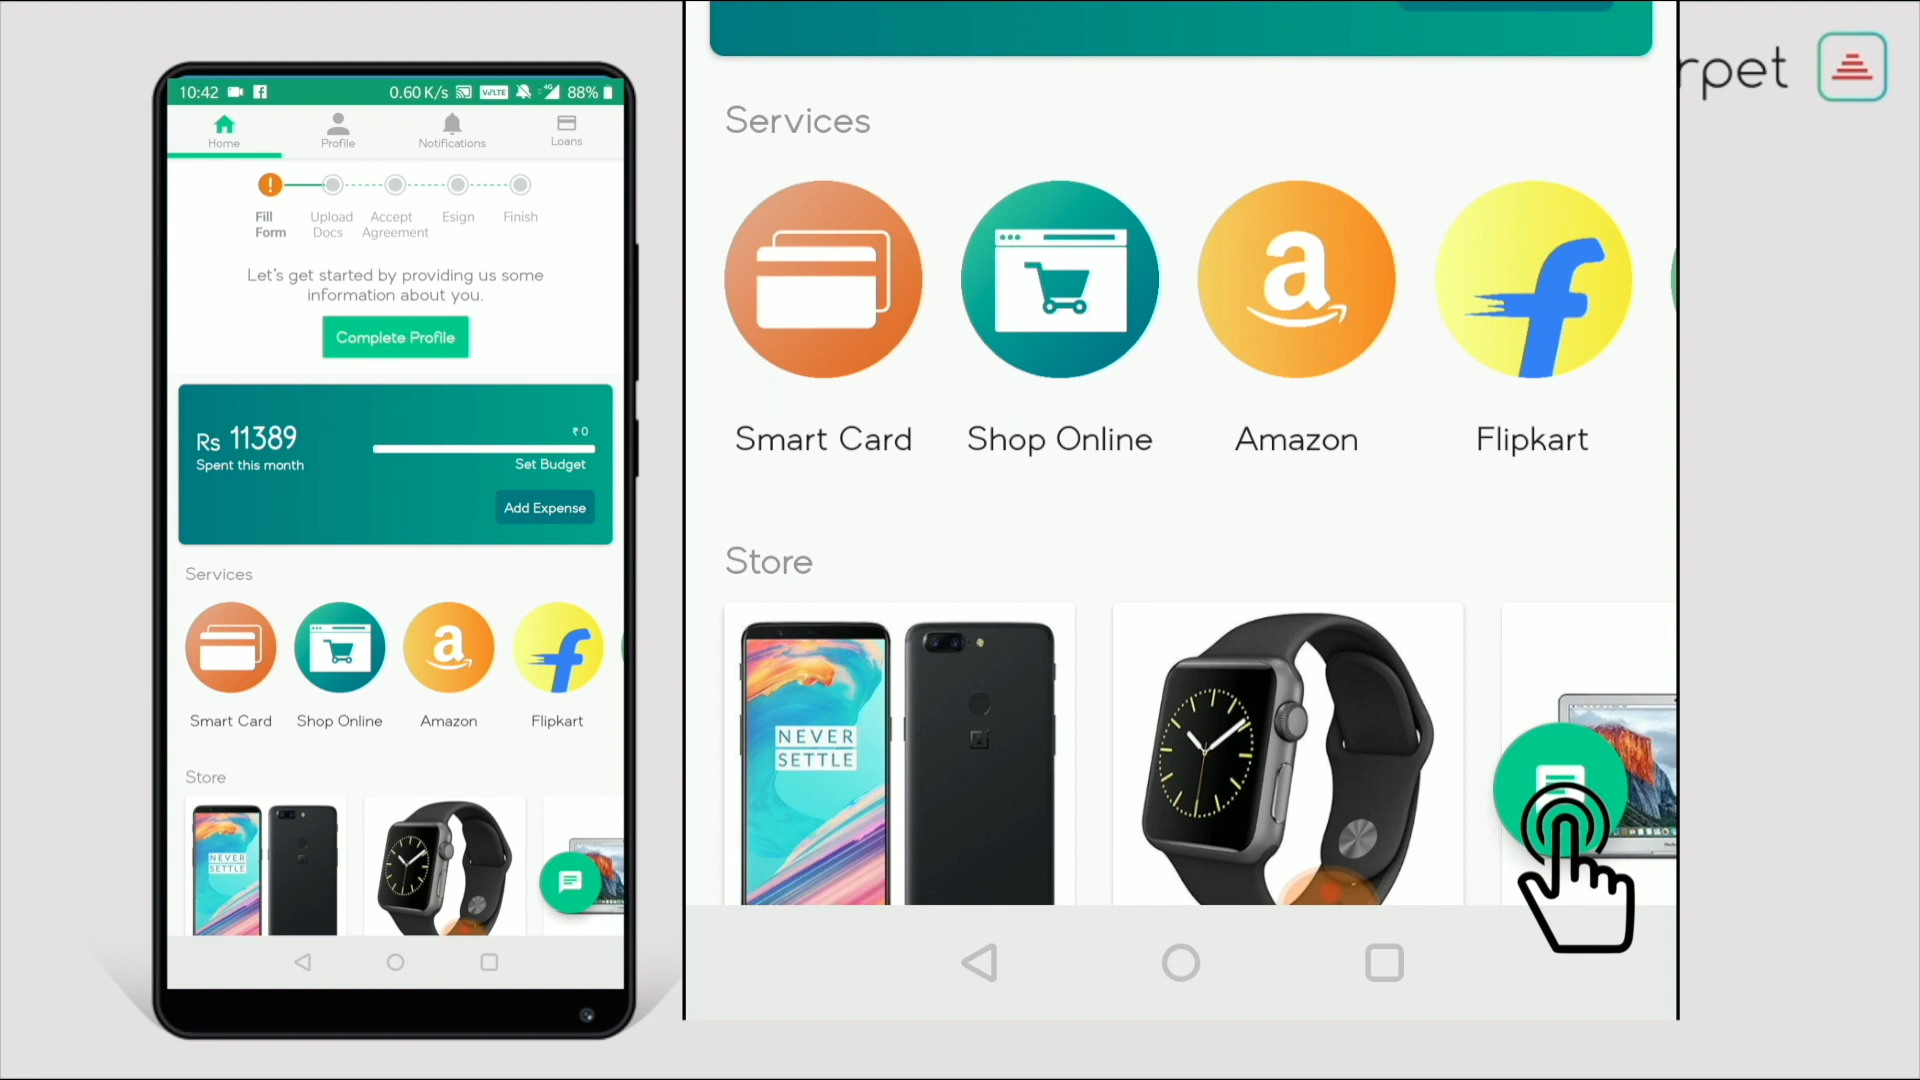 10:42 0.60 K/s VoLTE 4G 88%
Home Profile Notifications Loans
!
Fill Form
Upload Docs
Accept Agreement
Esign
Finish
Let's get started by providing us some
information about you.
Complete Profile
Rs 11389
Spent this month
₹ 0
Set Budget
Add Expense
Services
Smart Card Shop Online Amazon Flipkart
Store
NEVER
SETTLE
Services
a
f
Smart Card Shop Online Amazon Flipkart
Store
NEVER
SETTLE
rpet